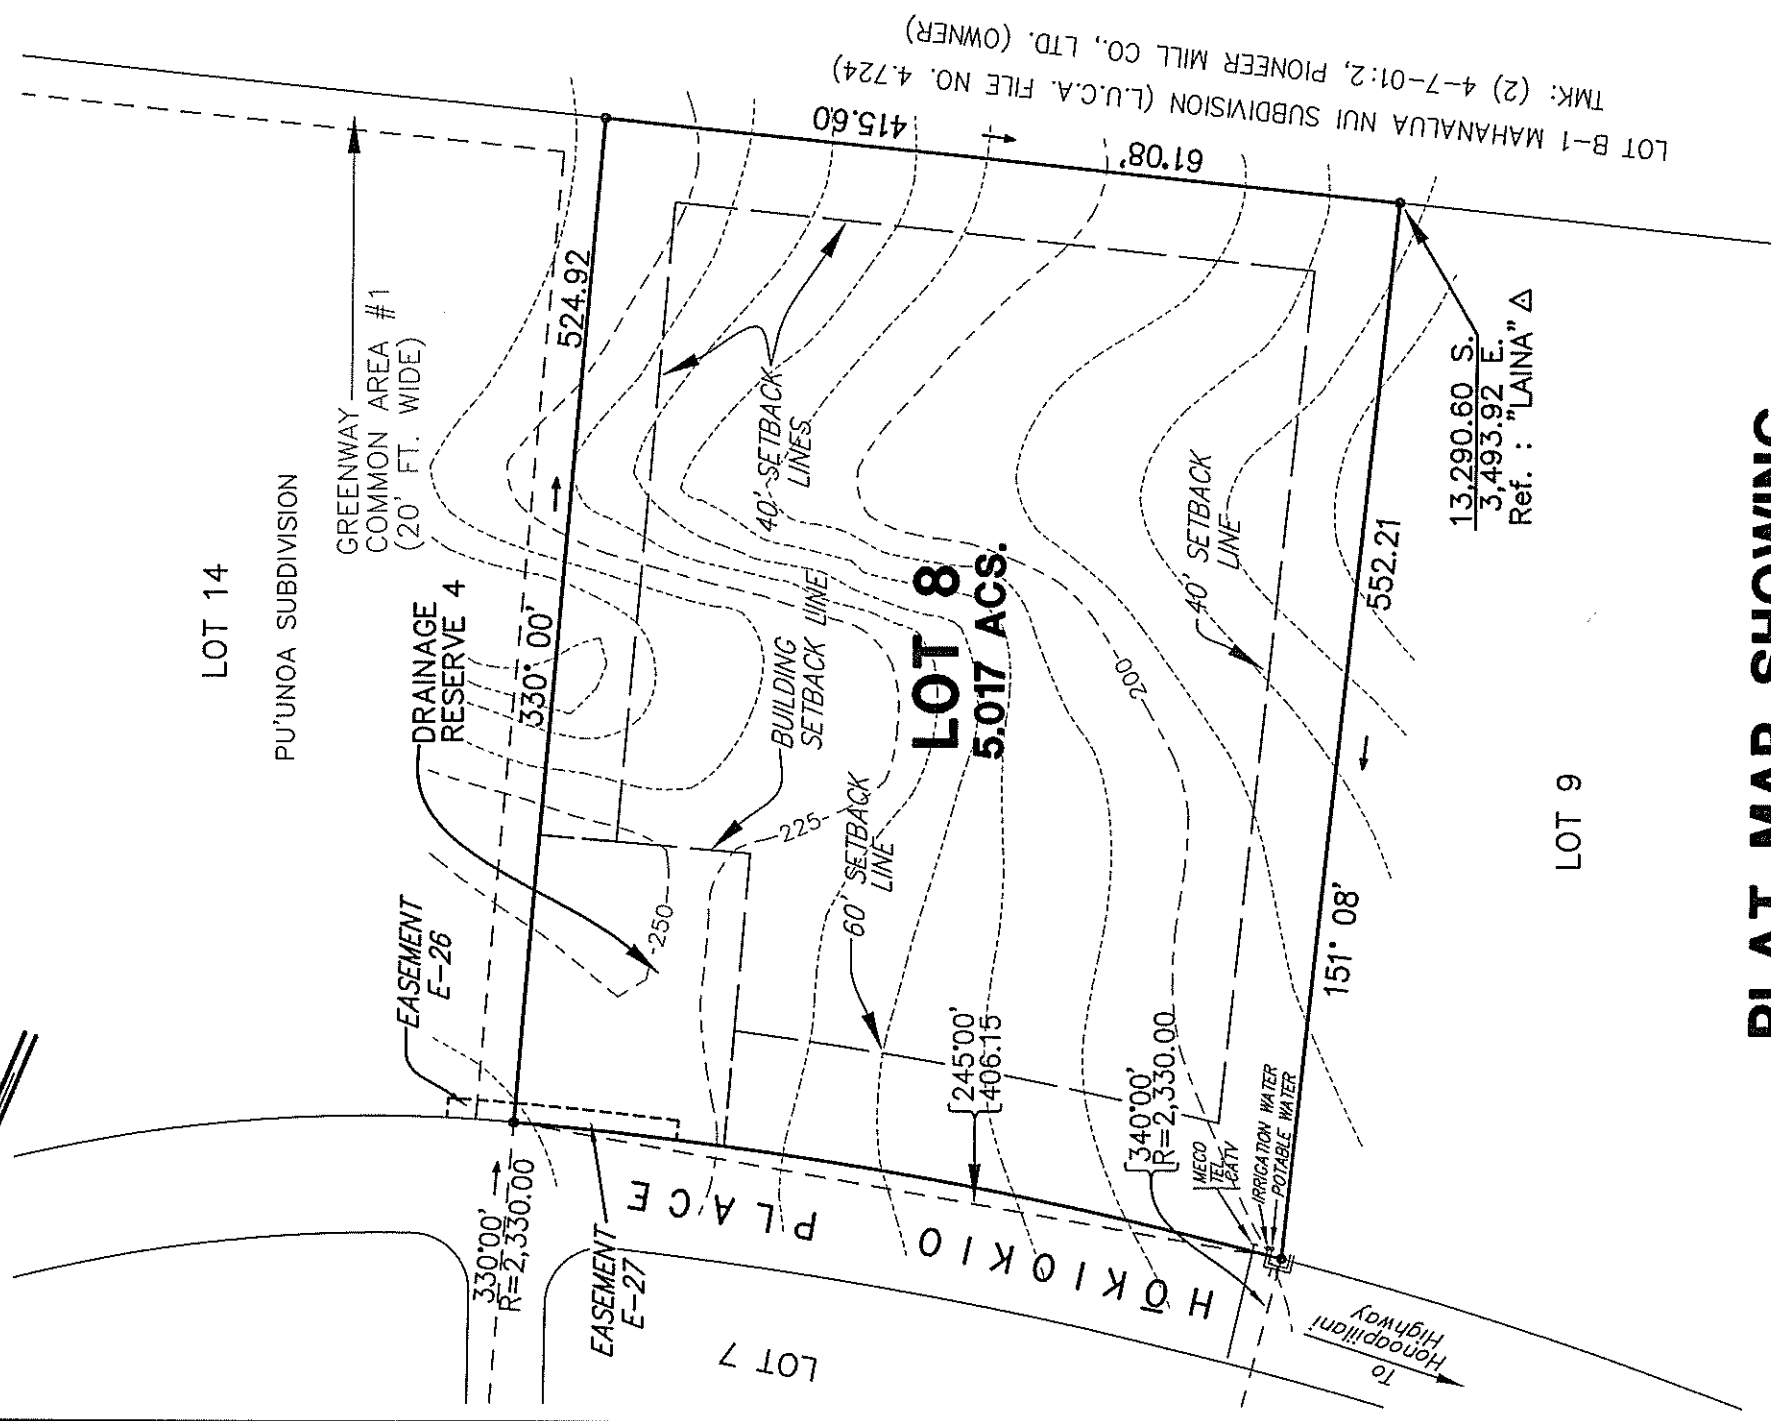 LOT B-1 MAHANALUA NUI SUBDIVISION (L.U.C.A. FILE NO. 4.724)
TMK: (2) 4-7-01:2, PIONEER MILL CO., LTD. (OWNER)
LOT 14
PU'UNOA SUBDIVISION
GREENWAY
COMMON AREA #1
(20' FT. WIDE)
DRAINAGE
RESERVE 4
330° 00'
524.92
415.60
61°08'
40' SETBACK
LINES
BUILDING
SETBACK LINE
LOT 8
5.017 ACS.
40' SETBACK
LINE
60' SETBACK
LINE
225
250
200
EASEMENT
E-26
EASEMENT
E-27
330°00'
R=2,330.00
245°00'
406.15
340°00'
R=2,330.00
MECO
TEL
CATV
IRRIGATION WATER
POTABLE WATER
151° 08'
552.21
13,290.60 S.
3,493.92 E.
Ref. : "LAINA" Δ
LOT 9
LOT 7
HŌKIOKIO PLACE
To
Honoapiilani
Highway
PLAT MAP SHOWING